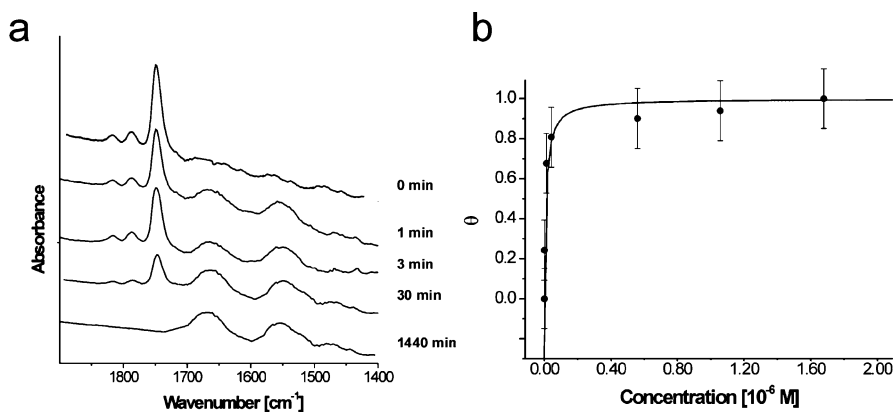 a
Absorbance
0 min
1 min
3 min
30 min
1440 min
1800 1700 1600 1500 1400
Wavenumber [cm⁻¹]
b
θ
1.0
0.8
0.6
0.4
0.2
0.0
0.00 0.40 0.80 1.20 1.60 2.00
Concentration [10⁻⁶ M]